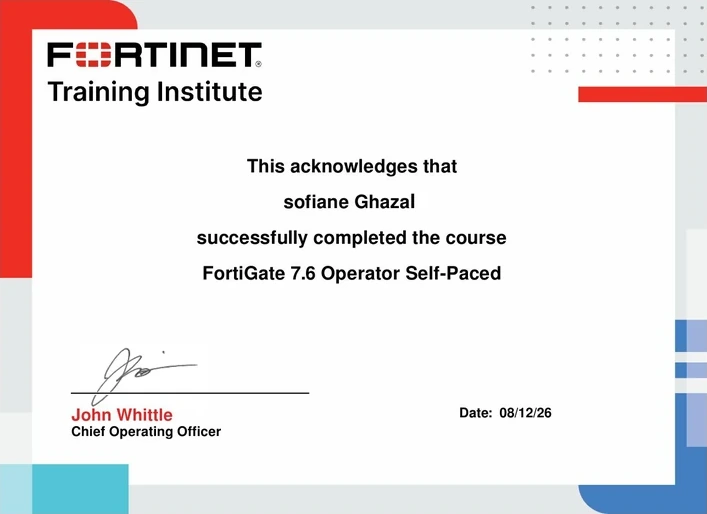 FORTINET®
Training Institute
This acknowledges that
sofiane Ghazal
successfully completed the course
FortiGate 7.6 Operator Self-Paced
John Whittle
Chief Operating Officer
Date: 08/12/26